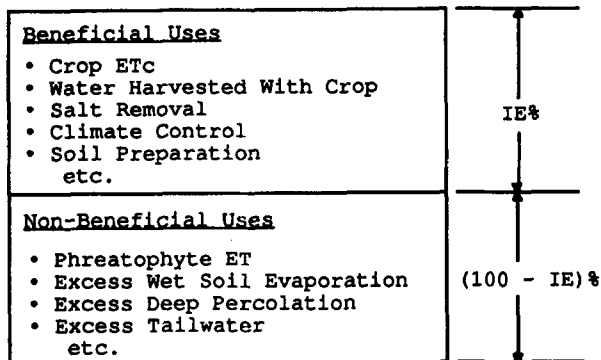 Beneficial Uses
• Crop ETc
• Water Harvested With Crop
• Salt Removal
• Climate Control
• Soil Preparation
etc.
IE%
Non-Beneficial Uses
• Phreatophyte ET
• Excess Wet Soil Evaporation
• Excess Deep Percolation
• Excess Tailwater
etc.
(100 - IE)%